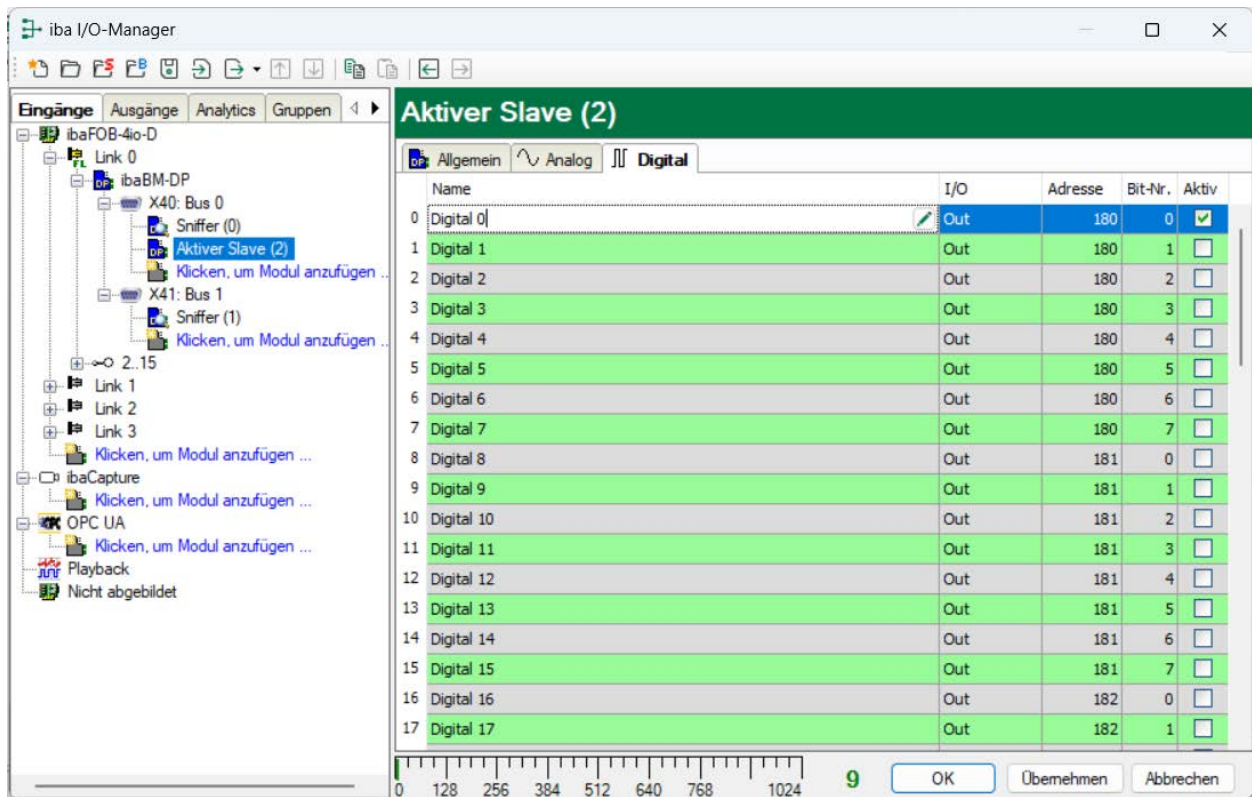 iba I/O-Manager
Eingänge Ausgänge Analytics Gruppen
ibaFOB-4io-D
Link 0
ibaBM-DP
X40: Bus 0
Sniffer (0)
Aktiver Slave (2)
Klicken, um Modul anzufügen ..
X41: Bus 1
Sniffer (1)
Klicken, um Modul anzufügen ..
2..15
Link 1
Link 2
Link 3
Klicken, um Modul anzufügen ...
ibaCapture
Klicken, um Modul anzufügen ...
OPC UA
Klicken, um Modul anzufügen ...
Playback
Nicht abgebildet
Aktiver Slave (2)
Allgemein Analog Digital
Name I/O Adresse Bit-Nr. Aktiv
0 Digital 0 Out 180 0
1 Digital 1 Out 180 1
2 Digital 2 Out 180 2
3 Digital 3 Out 180 3
4 Digital 4 Out 180 4
5 Digital 5 Out 180 5
6 Digital 6 Out 180 6
7 Digital 7 Out 180 7
8 Digital 8 Out 181 0
9 Digital 9 Out 181 1
10 Digital 10 Out 181 2
11 Digital 11 Out 181 3
12 Digital 12 Out 181 4
13 Digital 13 Out 181 5
14 Digital 14 Out 181 6
15 Digital 15 Out 181 7
16 Digital 16 Out 182 0
17 Digital 17 Out 182 1
0 128 256 384 512 640 768 1024 9 OK Übernehmen Abbrechen